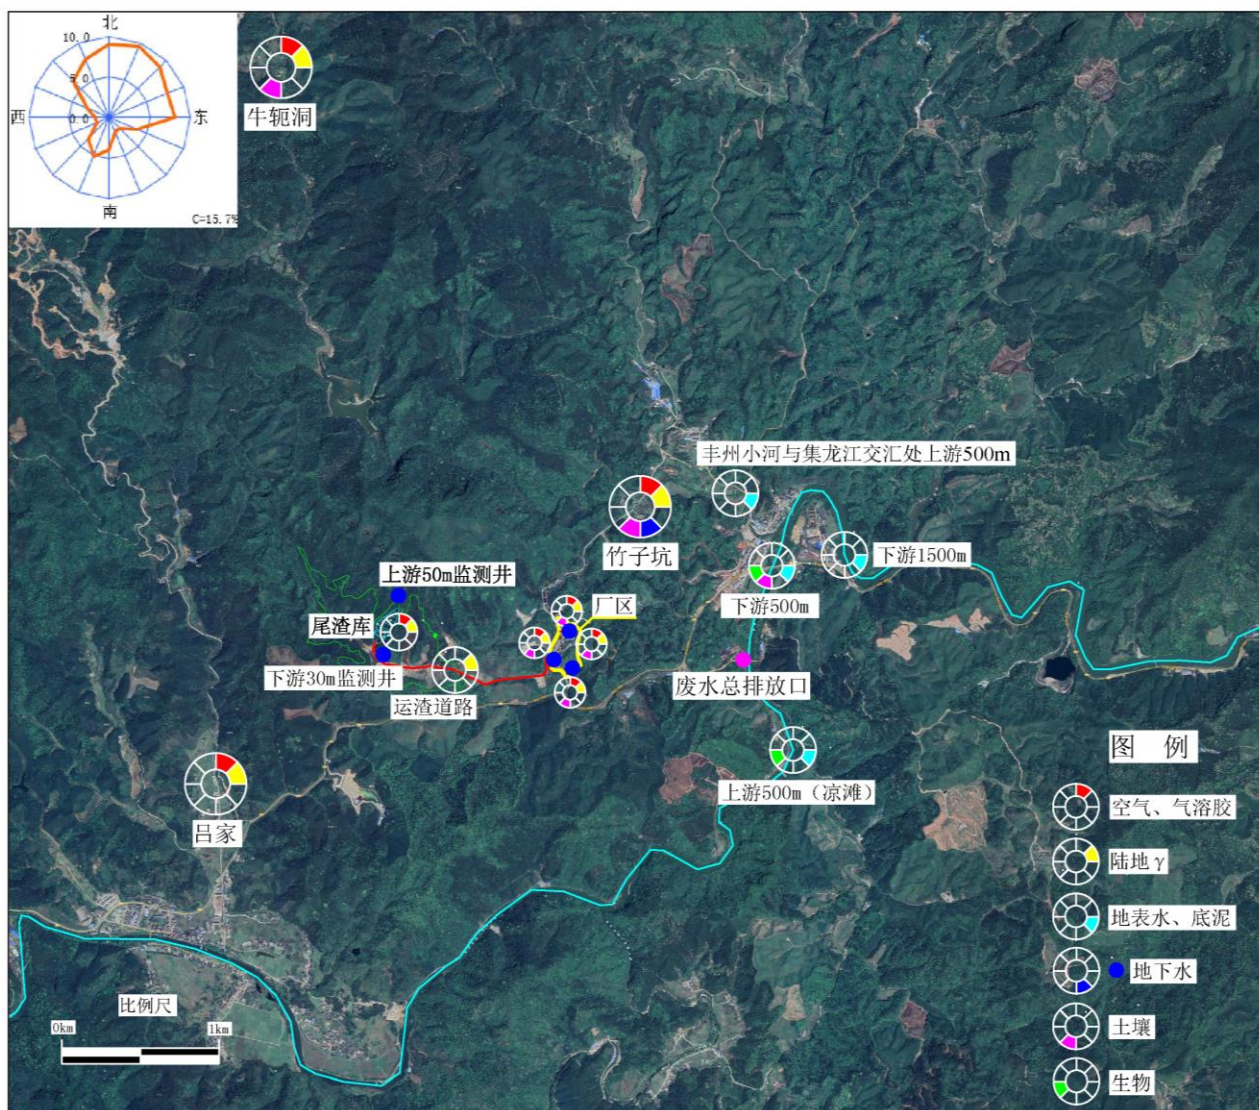 北
10.0
5.0
西
0.0
东
南
C=15.7%
牛轭洞
丰州小河与集龙江交汇处上游500m
竹子坑
下游1500m
上游50m监测井
厂区
下游500m
尾渣库
下游30m监测井
运渣道路
废水总排放口
图 例
上游500m（凉滩）
空气、气溶胶
吕家
陆地γ
地表水、底泥
地下水
比例尺
0km
1km
土壤
生物